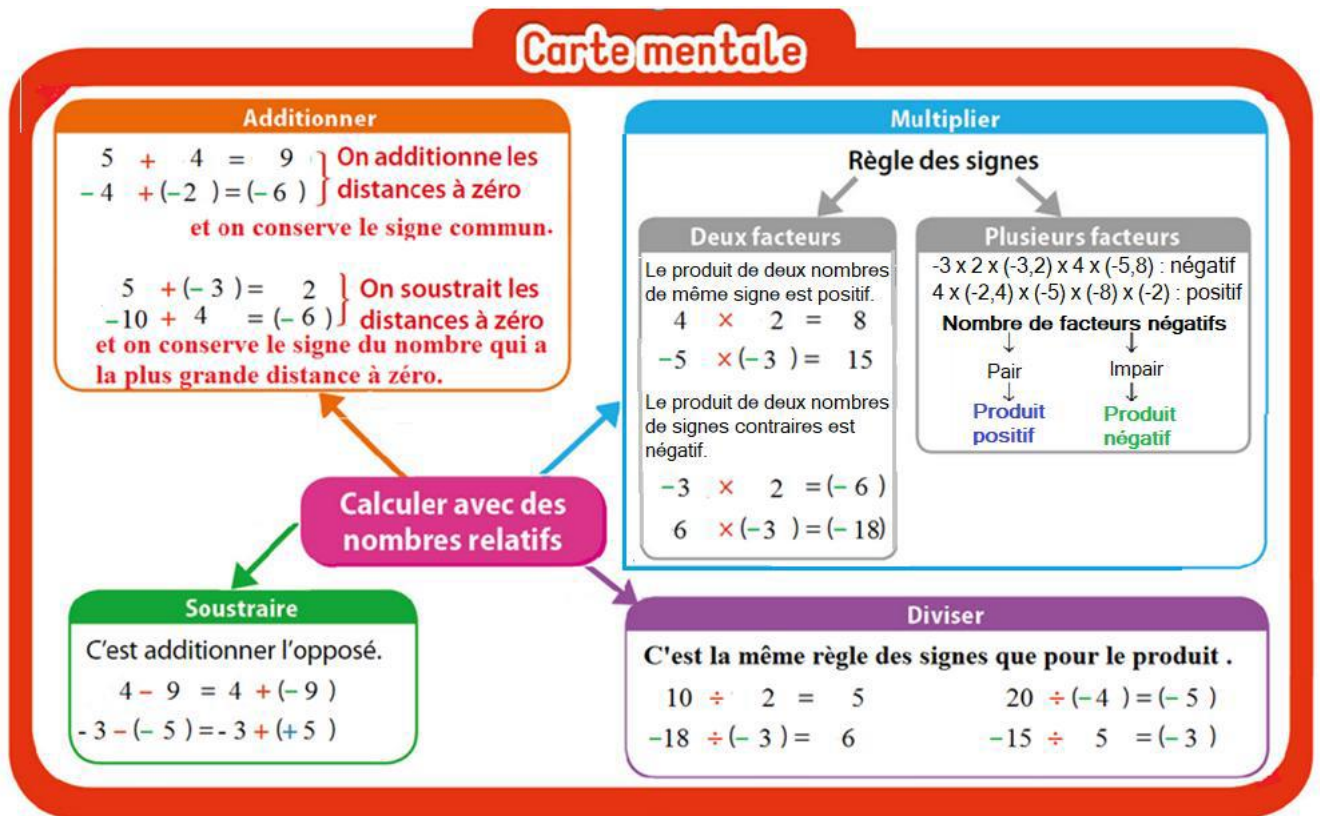 Carte mentale
Additionner
5 + 4 = 9
- 4 + (- 2 ) = (- 6 )
On additionne les
distances à zéro
et on conserve le signe commun.
5 + (- 3 ) = 2
-10 + 4 = (- 6 )
On soustrait les
distances à zéro
et on conserve le signe du nombre qui a
la plus grande distance à zéro.
Multiplier
Règle des signes
Deux facteurs
Le produit de deux nombres
de même signe est positif.
4 × 2 = 8
-5 × (- 3 ) = 15
Le produit de deux nombres
de signes contraires est
négatif.
-3 × 2 = (- 6 )
6 × (- 3 ) = (- 18)
Plusieurs facteurs
-3 x 2 x (-3,2) x 4 x (-5,8) : négatif
4 x (-2,4) x (-5) x (-8) x (-2) : positif
Nombre de facteurs négatifs
↓ ↓
Pair Impair
↓ ↓
Produit Produit
positif négatif
Calculer avec des
nombres relatifs
Soustraire
C'est additionner l'opposé.
4 - 9 = 4 + (- 9 )
- 3 - (- 5 ) = - 3 + (+ 5 )
Diviser
C'est la même règle des signes que pour le produit .
10 ÷ 2 = 5 20 ÷ (- 4 ) = (- 5 )
-18 ÷ (- 3 ) = 6 -15 ÷ 5 = (- 3 )